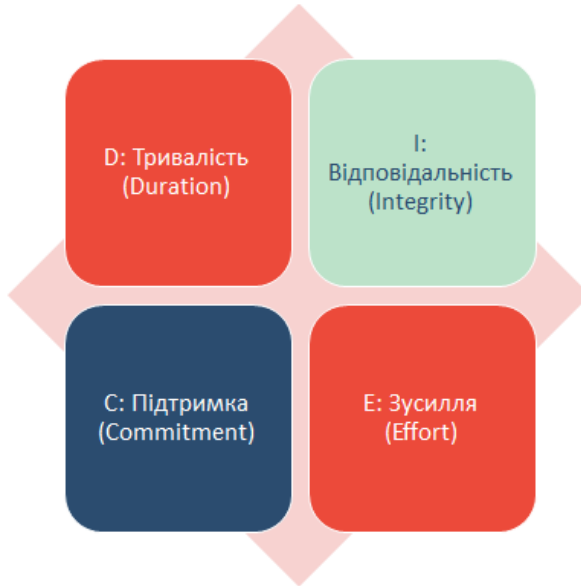 D: Тривалість
(Duration)
I:
Відповідальність
(Integrity)
C: Підтримка
(Commitment)
E: Зусилля
(Effort)